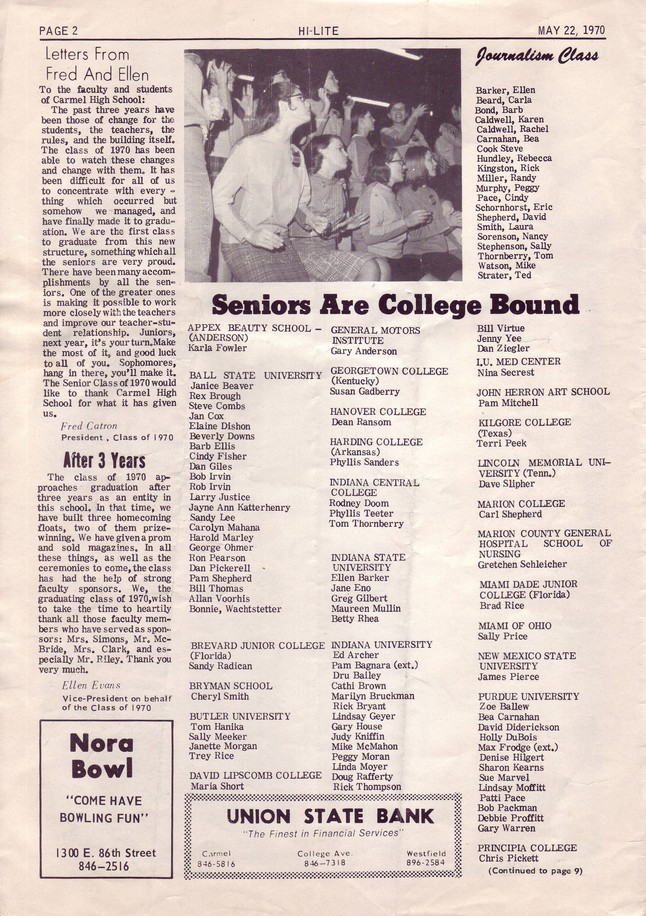 PAGE 2
HI-LITE
MAY 22, 1970
Letters From
Fred And Ellen
To the faculty and students
of Carmel High School:
The past three years have
been those of change for the
students, the teachers, the
rules, and the building itself.
The class of 1970 has been
able to watch these changes
and change with them. It has
been difficult for all of us
to concentrate with every -
thing which occurred but
somehow we managed, and
have finally made it to gradu-
ation. We are the first class
to graduate from this new
structure, something which all
the seniors are very proud.
There have been many accom-
plishments by all the sen-
iors. One of the greater ones
is making it possible to work
more closely with the teachers
and improve our teacher-stu-
dent relationship. Juniors,
next year, it's your turn. Make
the most of it, and good luck
to all of you. Sophomores,
hang in there, you'll make it.
The Senior Class of 1970 would
like to thank Carmel High
School for what it has given
us.
Fred Catron
President, Class of 1970
After 3 Years
The class of 1970 ap-
proaches graduation after
three years as an entity in
this school. In that time, we
have built three homecoming
floats, two of them prize-
winning. We have given a prom
and sold magazines. In all
these things, as well as the
ceremonies to come, the class
has had the help of strong
faculty sponsors. We, the
graduating class of 1970, wish
to take the time to heartily
thank all those faculty mem-
bers who have served as spon-
sors: Mrs. Simons, Mr. Mc-
Bride, Mrs. Clark, and es-
pecially Mr. Riley. Thank you
very much.
Ellen Evans
Vice-President on behalf
of the Class of 1970
Nora
Bowl
"COME HAVE
BOWLING FUN"
1300 E. 86th Street
846-2516
Journalism Class
Barker, Ellen
Beard, Carla
Bond, Barb
Caldwell, Karen
Caldwell, Rachel
Carnahan, Bea
Cook Steve
Hundley, Rebecca
Kingston, Rick
Miller, Randy
Murphy, Peggy
Pace, Cindy
Schornhorst, Eric
Shepherd, David
Smith, Laura
Sorenson, Nancy
Stephenson, Sally
Thornberry, Tom
Watson, Mike
Strater, Ted
Seniors Are College Bound
APPEX BEAUTY SCHOOL -
(ANDERSON)
Karla Fowler
BALL STATE UNIVERSITY
Janice Beaver
Rex Brough
Steve Combs
Jan Cox
Elaine Dishon
Beverly Downs
Barb Ellis
Cindy Fisher
Dan Giles
Bob Irvin
Rob Irvin
Larry Justice
Jayne Ann Katterhenry
Sandy Lee
Carolyn Mahana
Harold Marley
George Ohmer
Ron Pearson
Dan Pickerell
Pam Shepherd
Bill Thomas
Allan Voorhis
Bonnie, Wachtstetter
BREVARD JUNIOR COLLEGE
(Florida)
Sandy Radican
BRYMAN SCHOOL
Cheryl Smith
BUTLER UNIVERSITY
Tom Hanika
Sally Meeker
Janette Morgan
Trey Rice
DAVID LIPSCOMB COLLEGE
Maria Short
GENERAL MOTORS
INSTITUTE
Gary Anderson
GEORGETOWN COLLEGE
(Kentucky)
Susan Gadberry
HANOVER COLLEGE
Dean Ransom
HARDING COLLEGE
(Arkansas)
Phyllis Sanders
INDIANA CENTRAL
COLLEGE
Rodney Doom
Phyllis Teeter
Tom Thornberry
INDIANA STATE
UNIVERSITY
Ellen Barker
Jane Eno
Greg Gilbert
Maureen Mullin
Betty Rhea
INDIANA UNIVERSITY
Ed Archer
Pam Bagnara (ext.)
Dru Bailey
Cathi Brown
Marilyn Bruckman
Rick Bryant
Lindsay Geyer
Gary House
Judy Kniffin
Mike McMahon
Peggy Moran
Linda Moyer
Doug Rafferty
Rick Thompson
Bill Virtue
Jenny Yee
Dan Ziegler
I.U. MED CENTER
Nina Secrest
JOHN HERRON ART SCHOOL
Pam Mitchell
KILGORE COLLEGE
(Texas)
Terri Peek
LINCOLN MEMORIAL UNI-
VERSITY (Tenn.)
Dave Slipher
MARION COLLEGE
Carl Shepherd
MARION COUNTY GENERAL
HOSPITAL SCHOOL OF
NURSING
Gretchen Schleicher
MIAMI DADE JUNIOR
COLLEGE (Florida)
Brad Rice
MIAMI OF OHIO
Sally Price
NEW MEXICO STATE
UNIVERSITY
James Pierce
PURDUE UNIVERSITY
Zoe Ballew
Bea Carnahan
David Diderickson
Holly DuBois
Max Frodge (ext.)
Denise Hilgert
Sharon Kearns
Sue Marvel
Lindsay Moffitt
Patti Pace
Bob Packman
Debbie Proffitt
Gary Warren
PRINCIPIA COLLEGE
Chris Pickett
(Continued to page 9)
UNION STATE BANK
"The Finest in Financial Services"
Carmel
846-5816
College Ave.
846-7318
Westfield
896-2584